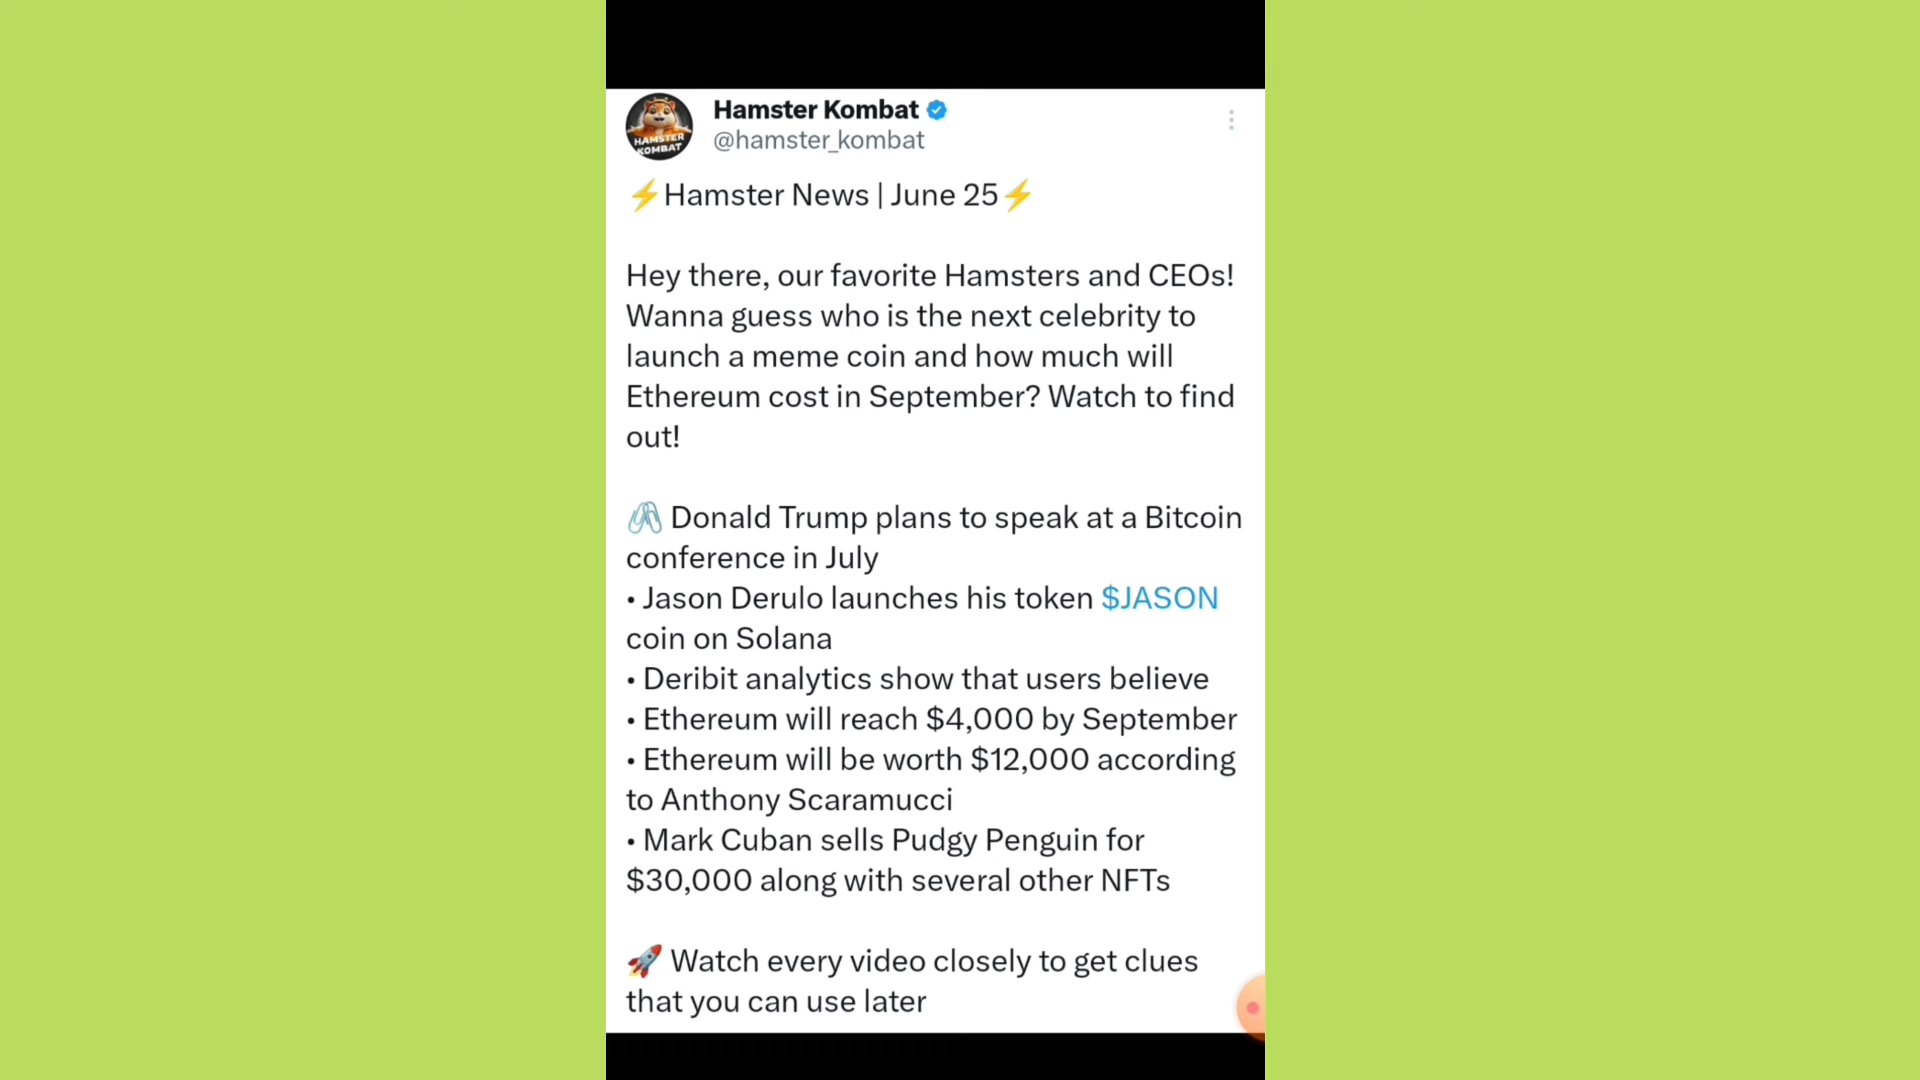 HAMSTER
KOMBAT
Hamster Kombat
@hamster_kombat
⚡Hamster News | June 25⚡
Hey there, our favorite Hamsters and CEOs!
Wanna guess who is the next celebrity to
launch a meme coin and how much will
Ethereum cost in September? Watch to find
out!
🖇️ Donald Trump plans to speak at a Bitcoin
conference in July
• Jason Derulo launches his token $JASON
coin on Solana
• Deribit analytics show that users believe
• Ethereum will reach $4,000 by September
• Ethereum will be worth $12,000 according
to Anthony Scaramucci
• Mark Cuban sells Pudgy Penguin for
$30,000 along with several other NFTs
🚀 Watch every video closely to get clues
that you can use later